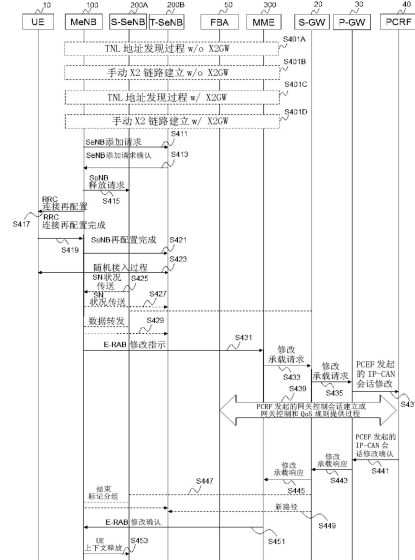 10
100
200A
200B
50
300
20
30
40
UE
MeNB
S-SeNB
T-SeNB
FBA
MME
S-GW
P-GW
PCRF
S401A
TNL 地址发现过程 w/o X2GW
S401B
手动 X2 链路建立 w/o X2GW
S401C
TNL 地址发现过程 w/ X2GW
S401D
手动 X2 链路建立 w/ X2GW
SeNB添加请求
S411
SeNB添加请求确认
S413
SeNB
释放请求
S415
RRC
连接再配置
S417
RRC
连接再配置完成
S419
SeNB再配置完成
S421
S423
随机接入过程
SN状况
传送
S425
SN
状况传送
S427
数据转发
S429
E-RAB 修改指示
S431
修改
承载请求
S433
修改
承载请求
S435
PCEF 发起
的 IP-CAN
会话修改
S439
PCRF 发起的网关控制会话建立或
网关控制和 QoS 规则提供过程
PCEF 发起
的 IP-CAN 会
话修改确认
S441
修改
承载响应
S443
修改
承载响应
S445
S447
结束
标记分组
新路径
S449
E-RAB 修改确认
S451
UE
上下文释放
S453